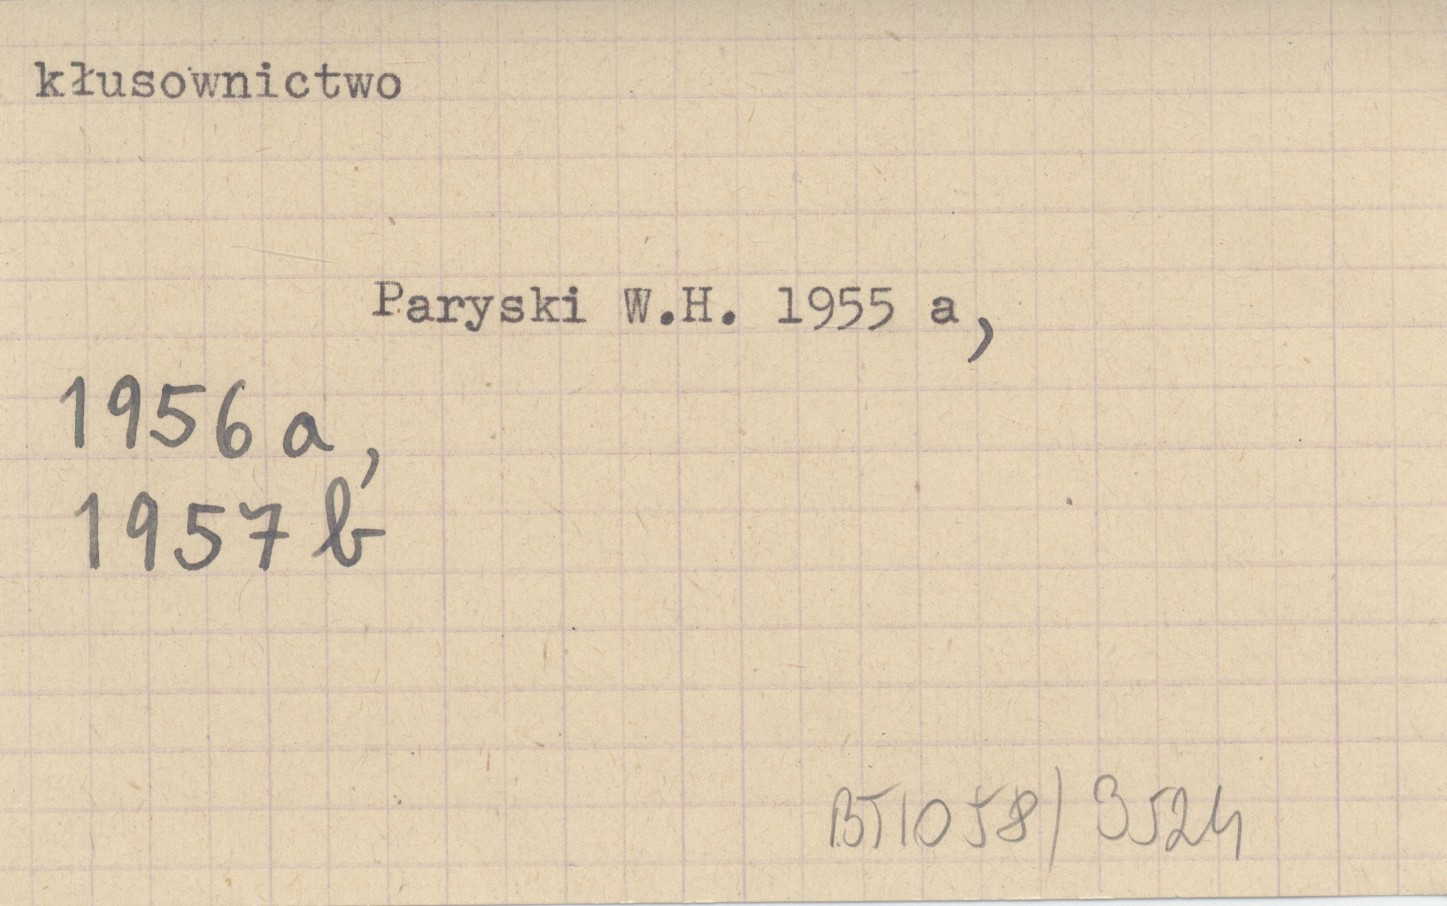 kłusownictwo
Paryski W.H. 1955 a,
1956 a,
1957 b
BT1058/3524